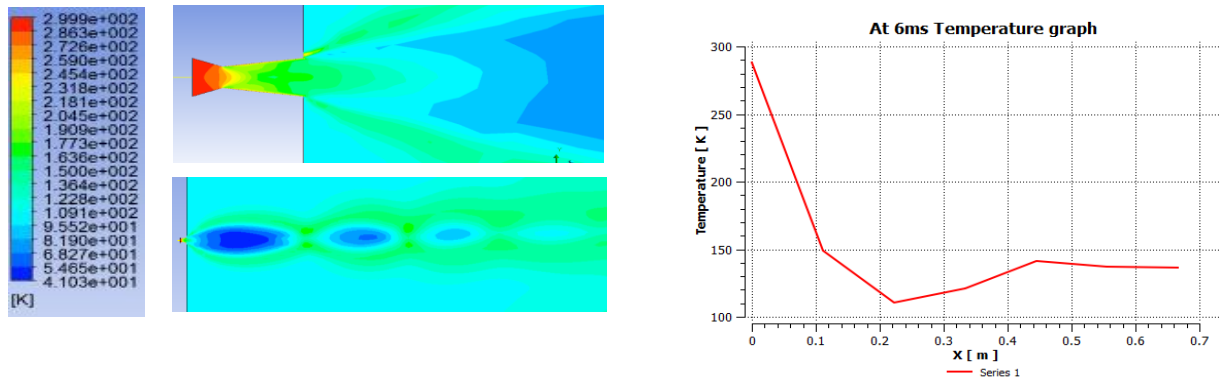 2.999e+002
2.863e+002
2.726e+002
2.590e+002
2.454e+002
2.318e+002
2.181e+002
2.045e+002
1.909e+002
1.773e+002
1.636e+002
1.500e+002
1.364e+002
1.228e+002
1.091e+002
9.552e+001
8.190e+001
6.827e+001
5.465e+001
4.103e+001
[K]
At 6ms Temperature graph
Temperature [ K ]
300
250
200
150
100
0 0.1 0.2 0.3 0.4 0.5 0.6 0.7
X [ m ]
Series 1